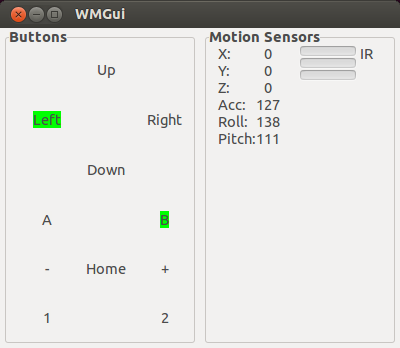 WMGui
Buttons
Up
Left Right
Down
A B
- Home +
1 2
Motion Sensors
X: 0 IR
Y: 0
Z: 0
Acc: 127
Roll: 138
Pitch:111